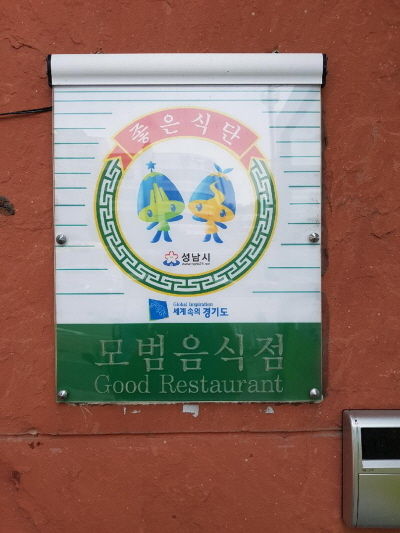 좋은식단
성남시
Global Inspiration
세계속의 경기도
모범음식점
Good Restaurant